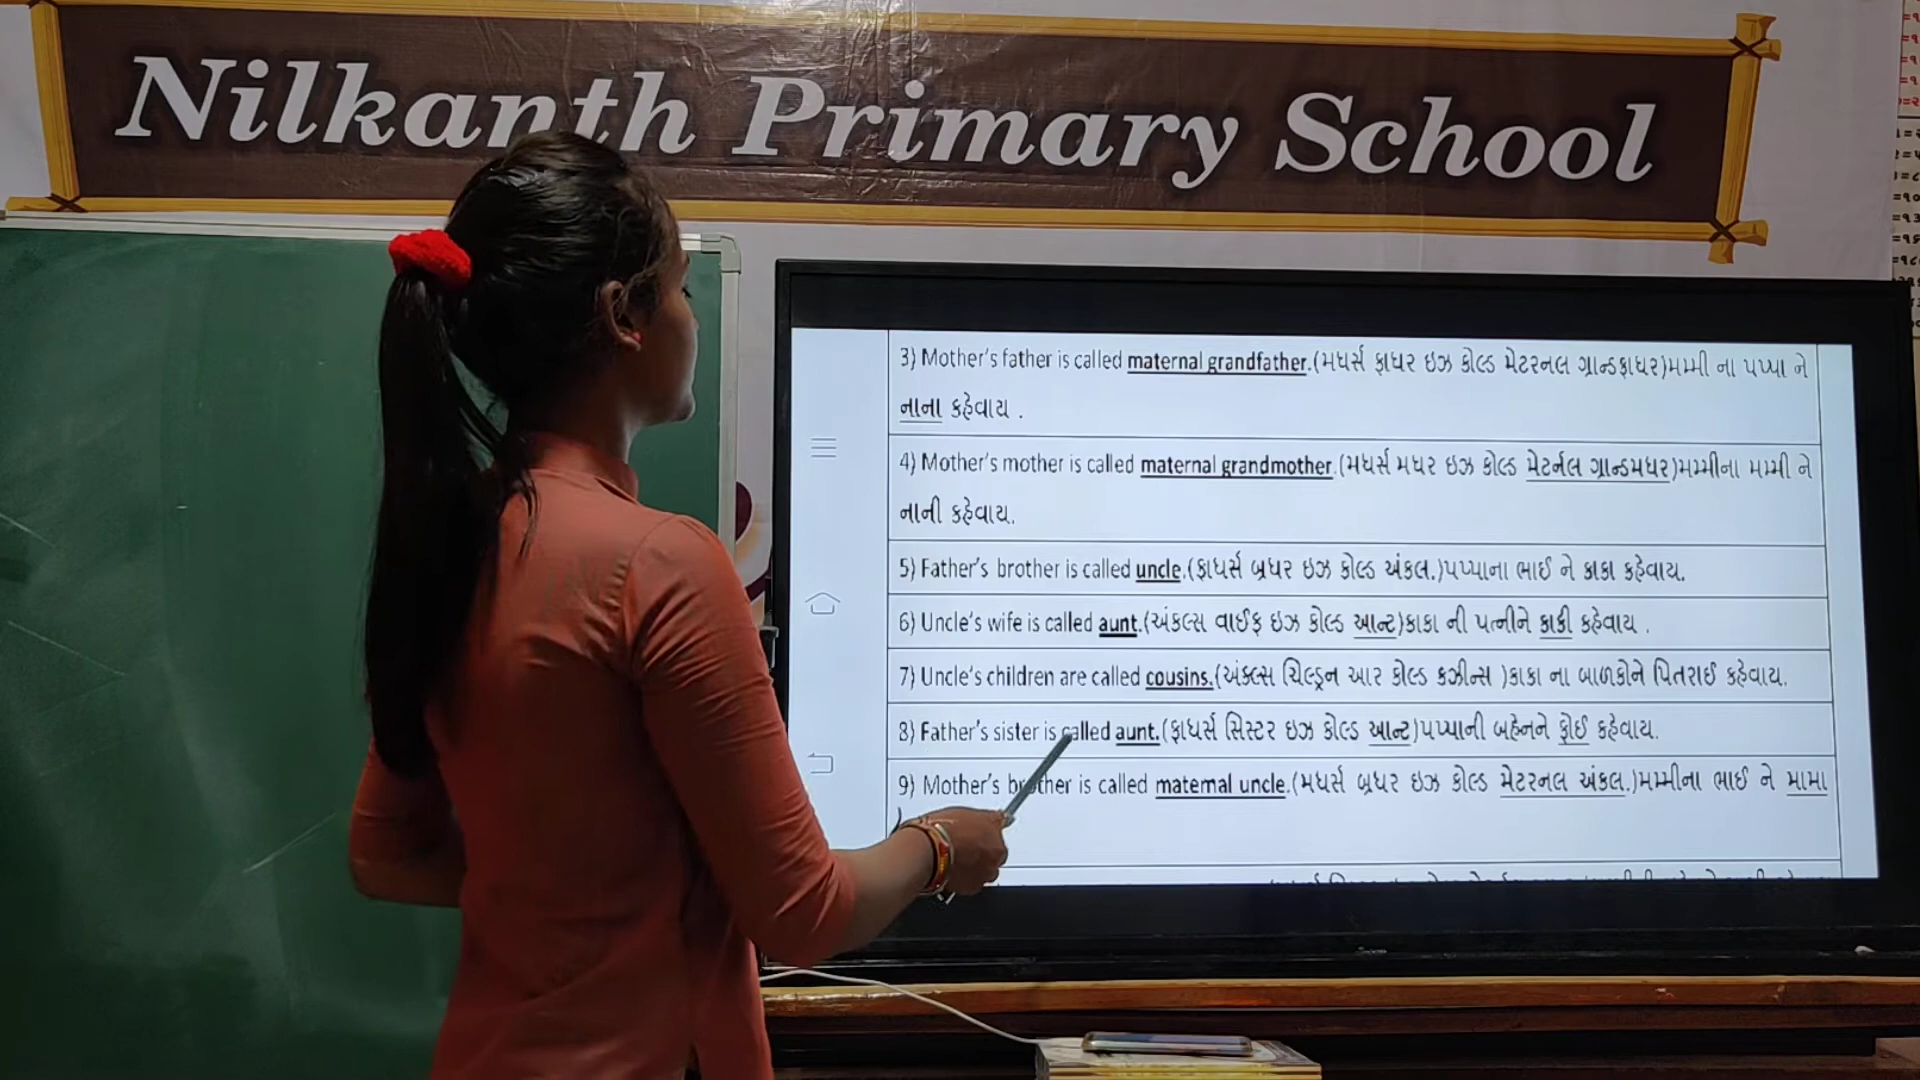 Nilkanth Primary School
3) Mother's father is called maternal grandfather.(મધર્સ ફાધર ઇઝ કોલ્ડ મેટરનલ ગ્રાન્ડફાધર)મમ્મી ના પપ્પા ને
નાના કહેવાય .
4) Mother's mother is called maternal grandmother.(મધર્સ મધર ઇઝ કોલ્ડ મેટર્નલ ગ્રાન્ડમધર)મમ્મીના મમ્મી ને
નાની કહેવાય.
5) Father's brother is called uncle.(ફાધર્સ બ્રધર ઇઝ કોલ્ડ અંકલ.)પપ્પાના ભાઈ ને કાકા કહેવાય.
6) Uncle's wife is called aunt.(અંકલ્સ વાઈફ ઇઝ કોલ્ડ આન્ટ)કાકા ની પત્નીને કાકી કહેવાય .
7) Uncle's children are called cousins.(અંકલ્સ ચિલ્ડ્રન આર કોલ્ડ કઝીન્સ )કાકા ના બાળકોને પિતરાઈ કહેવાય.
8) Father's sister is called aunt.(ફાધર્સ સિસ્ટર ઇઝ કોલ્ડ આન્ટ)પપ્પાની બહેનને ફોઈ કહેવાય.
9) Mother's brother is called maternal uncle.(મધર્સ બ્રધર ઇઝ કોલ્ડ મેટરનલ અંકલ.)મમ્મીના ભાઈ ને મામા